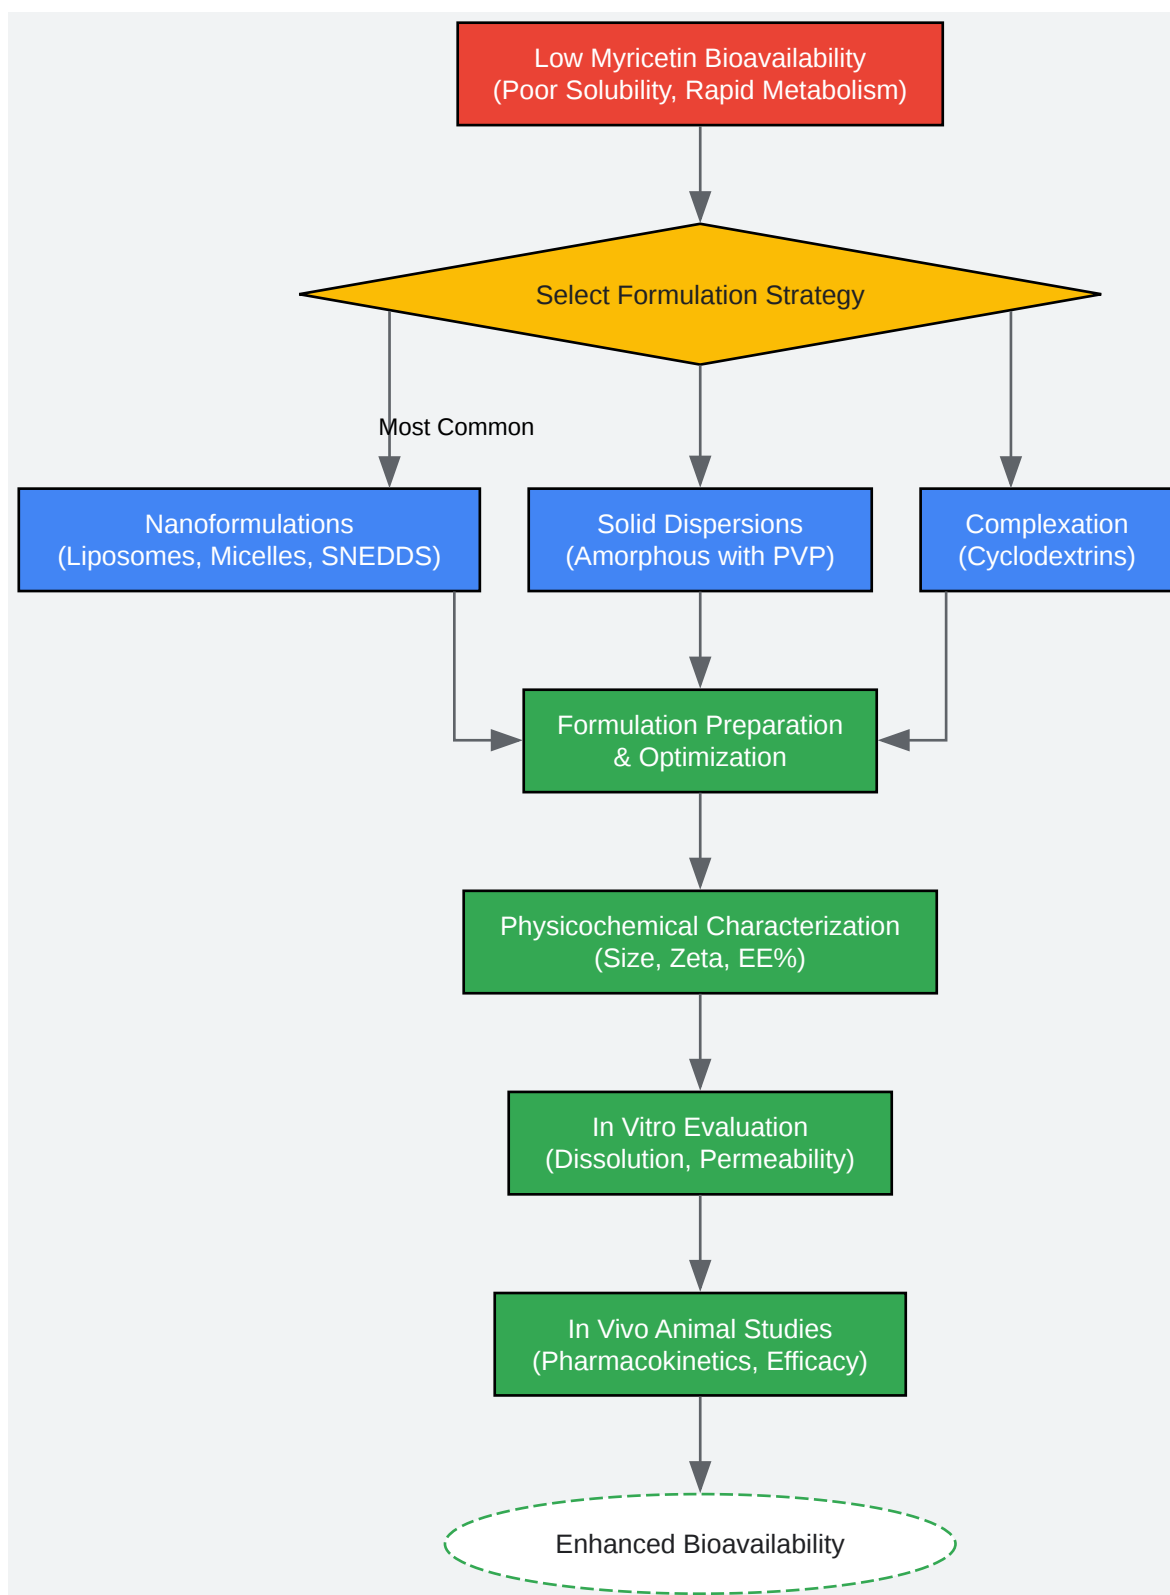 Low Myricetin Bioavailability
(Poor Solubility, Rapid Metabolism)
Select Formulation Strategy
Most Common
Nanoformulations
(Liposomes, Micelles, SNEDDS)
Solid Dispersions
(Amorphous with PVP)
Complexation
(Cyclodextrins)
Formulation Preparation
& Optimization
Physicochemical Characterization
(Size, Zeta, EE%)
In Vitro Evaluation
(Dissolution, Permeability)
In Vivo Animal Studies
(Pharmacokinetics, Efficacy)
Enhanced Bioavailability